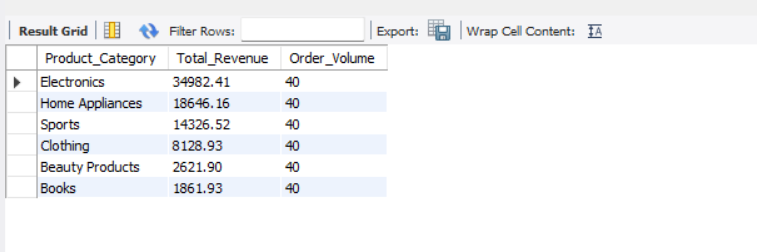 Result Grid Filter Rows: Export: Wrap Cell Content: IA
Product_Category Total_Revenue Order_Volume
Electronics 34982.41 40
Home Appliances 18646.16 40
Sports 14326.52 40
Clothing 8128.93 40
Beauty Products 2621.90 40
Books 1861.93 40